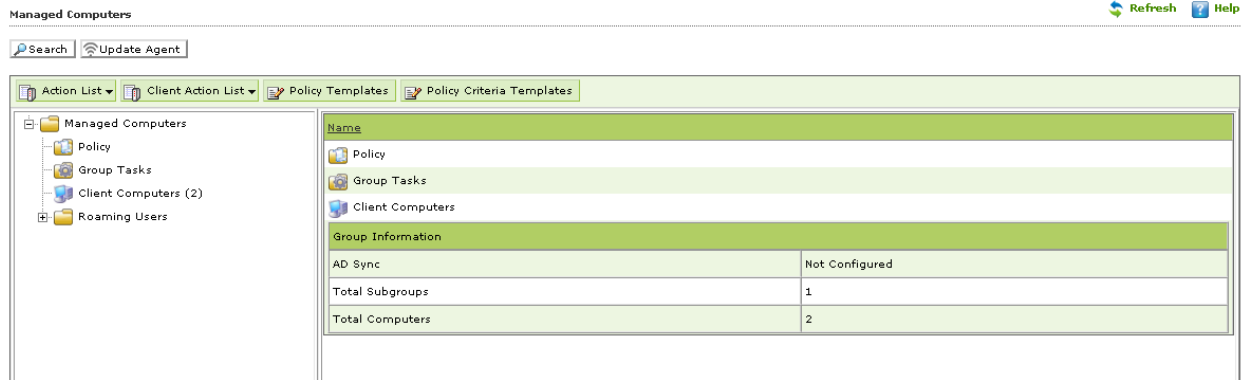 Managed Computers
Refresh Help
Search Update Agent
Action List Client Action List Policy Templates Policy Criteria Templates
Managed Computers
Policy
Group Tasks
Client Computers (2)
Roaming Users
Name
Policy
Group Tasks
Client Computers
Group Information
AD Sync Not Configured
Total Subgroups 1
Total Computers 2